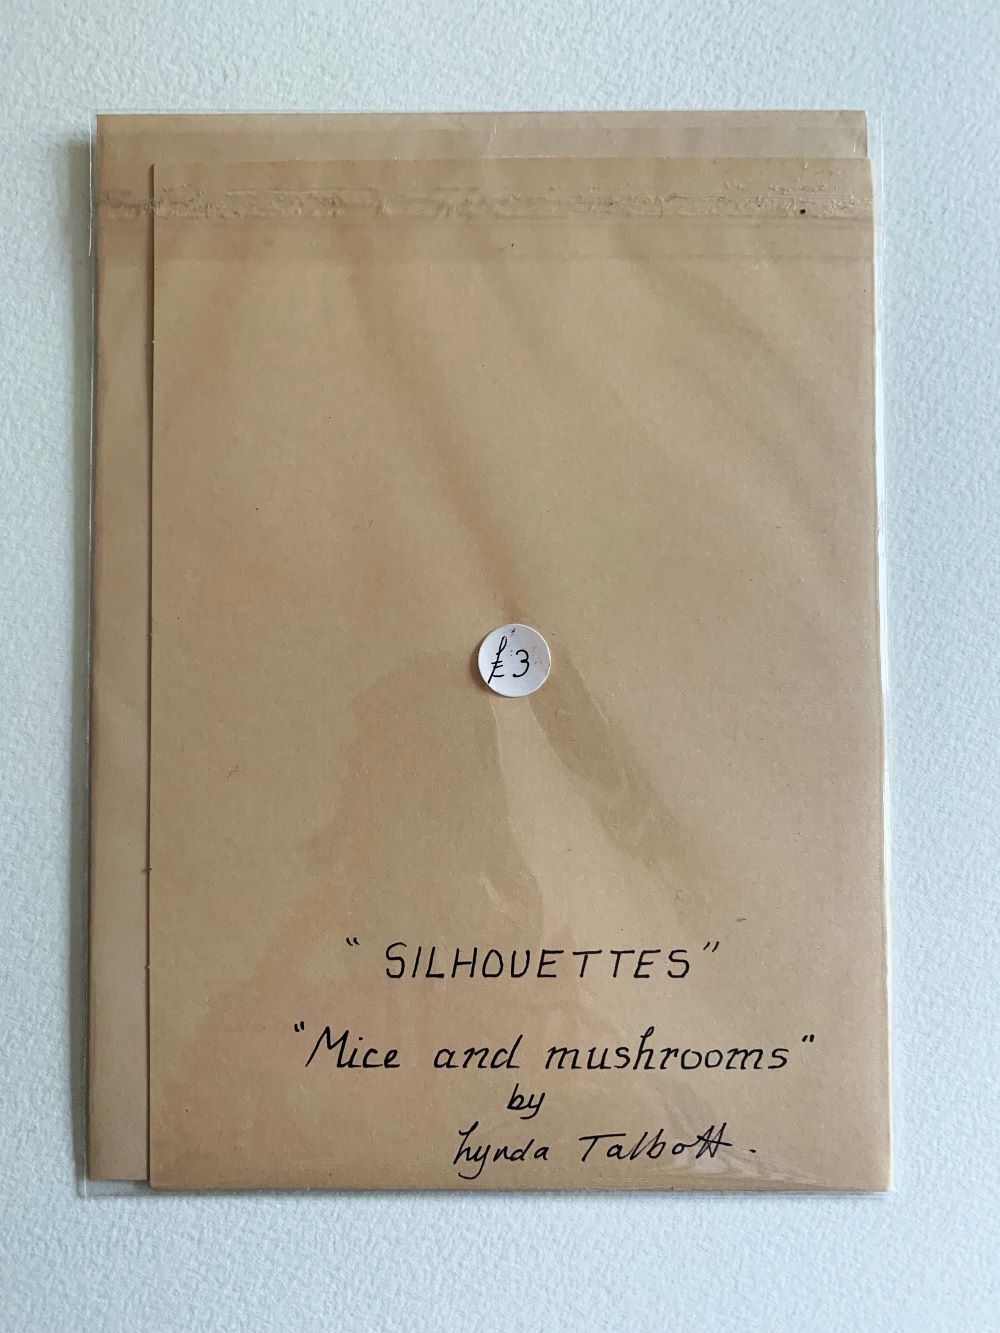 £3
" SILHOUETTES "
"Mice and mushrooms"
by
Lynda Talbott.